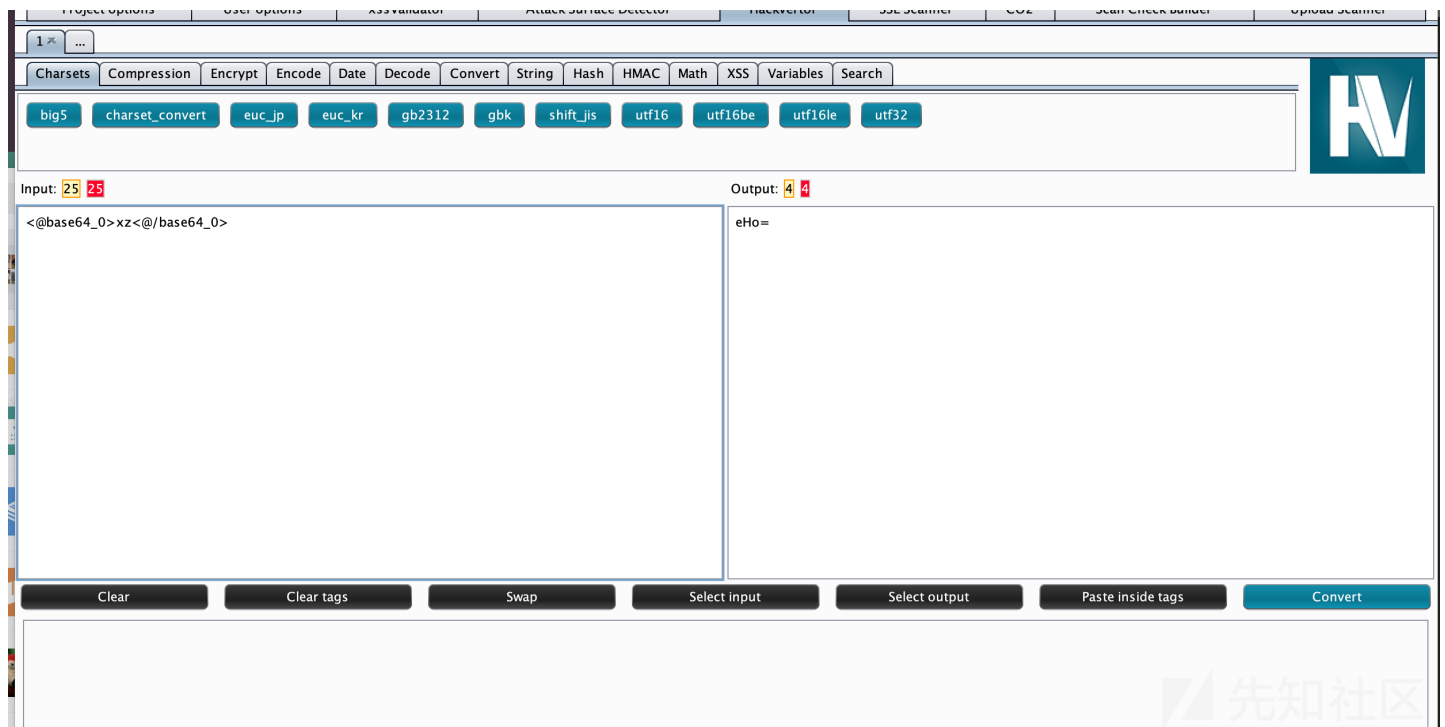 Project options User options xssValidator Attack Surface Detector Hackvertor SSL Scanner CO2 Scan Check Builder Upload Scanner
1 × ...
Charsets Compression Encrypt Encode Date Decode Convert String Hash HMAC Math XSS Variables Search
big5 charset_convert euc_jp euc_kr gb2312 gbk shift_jis utf16 utf16be utf16le utf32
HV
Input: 25 25 Output: 4 4
<@base64_0>xz<@/base64_0> eHo=
Clear Clear tags Swap Select input Select output Paste inside tags Convert
先知社区